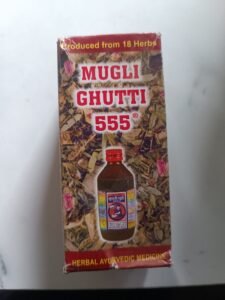 Produced from 18 Herbs
MUGLI
GHUTTI
555®
HERBAL AYURVEDIC MEDICINE